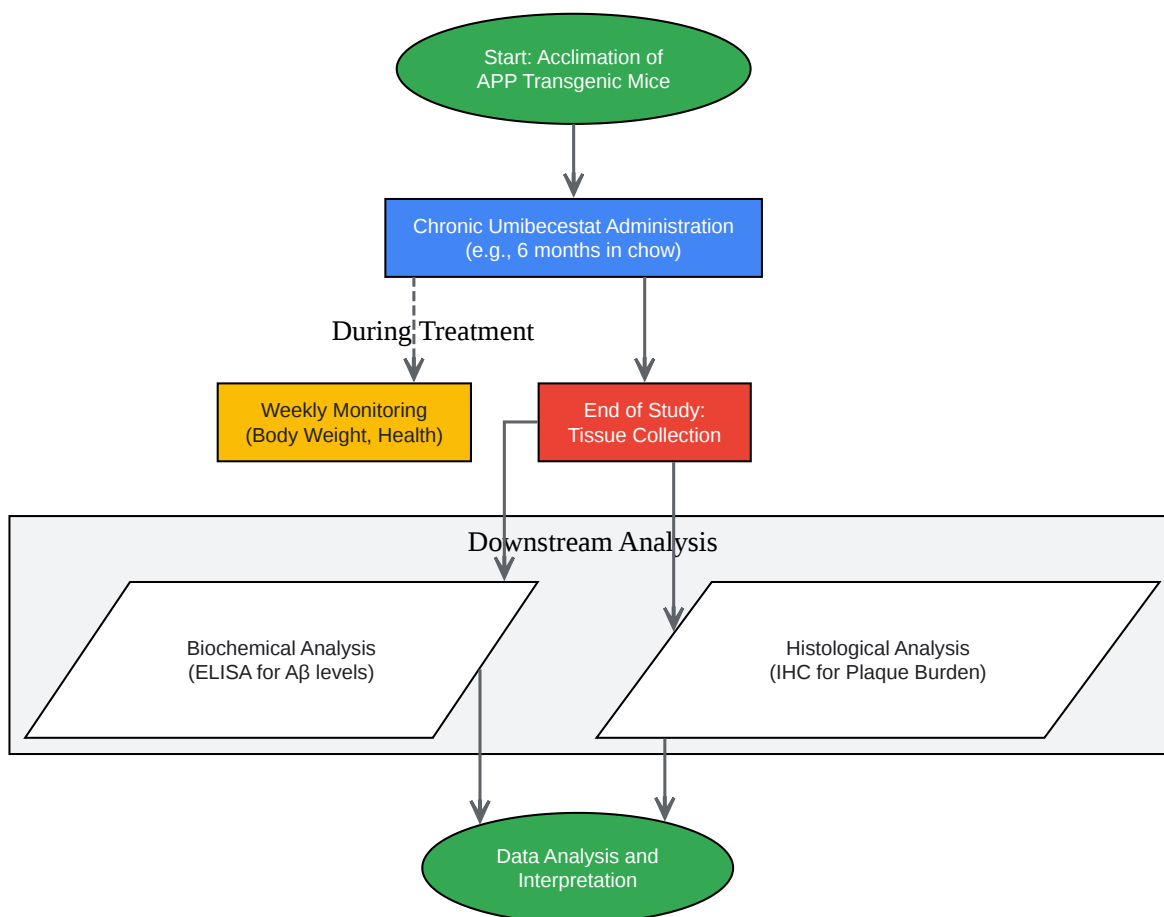 Start: Acclimation of
APP Transgenic Mice
Chronic Umibecestat Administration
(e.g., 6 months in chow)
During Treatment
Weekly Monitoring
(Body Weight, Health)
End of Study:
Tissue Collection
Downstream Analysis
Biochemical Analysis
(ELISA for Aβ levels)
Histological Analysis
(IHC for Plaque Burden)
Data Analysis and
Interpretation